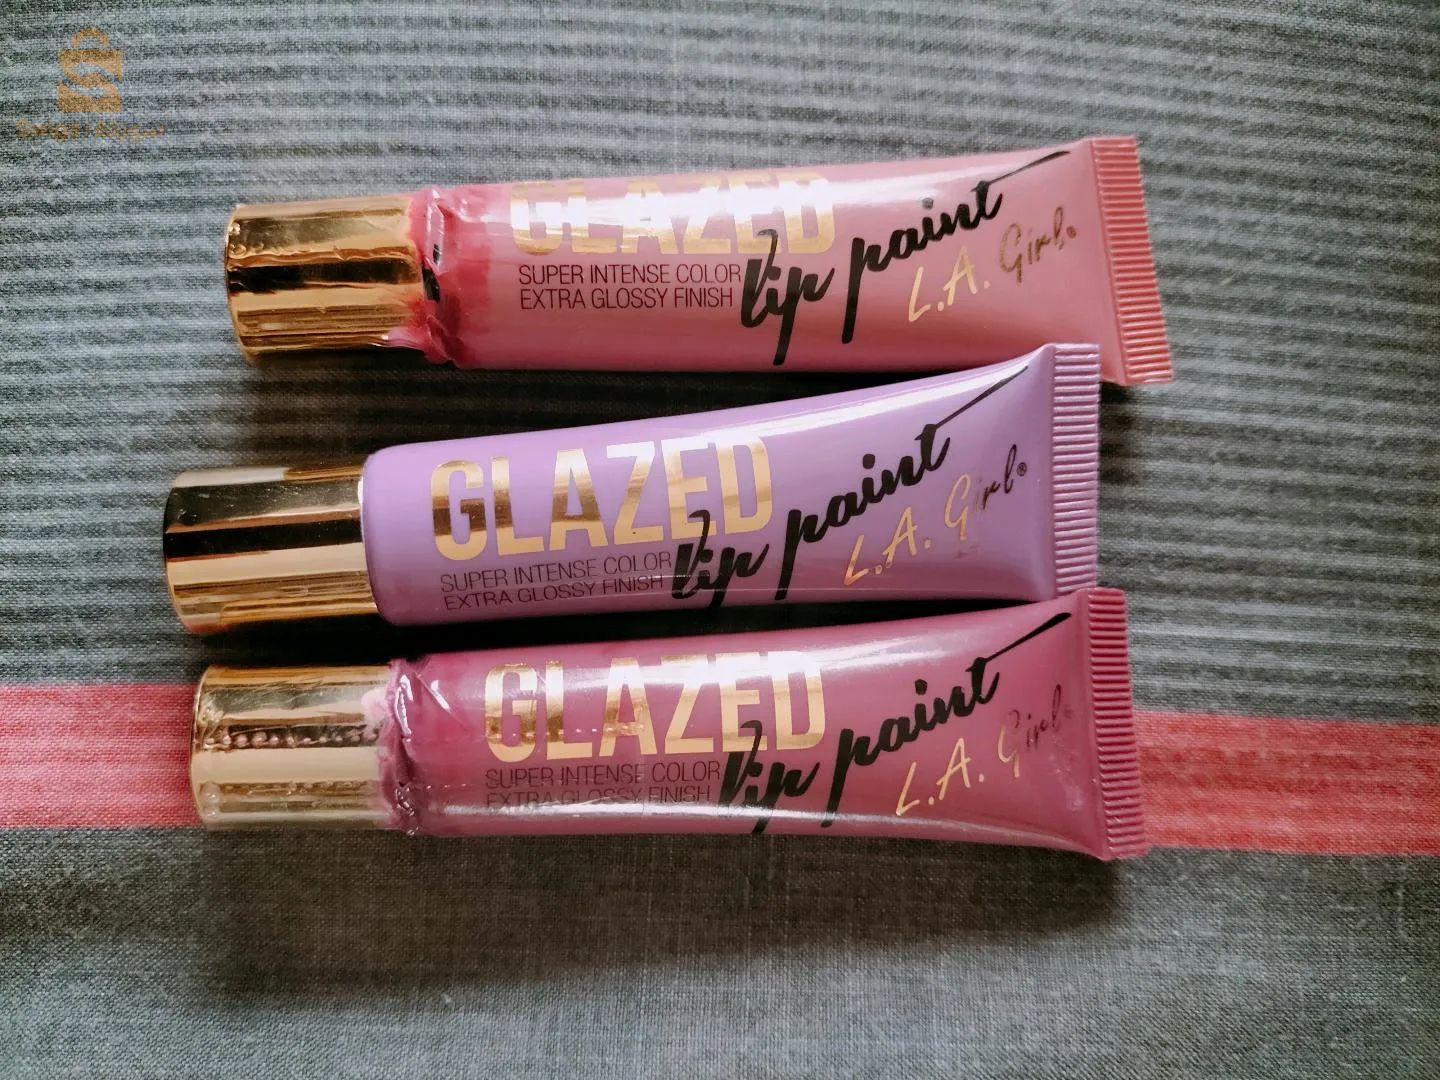 GLAZED
lip paint
SUPER INTENSE COLOR
EXTRA GLOSSY FINISH
L.A. Girl®
GLAZED
lip paint
SUPER INTENSE COLOR
EXTRA GLOSSY FINISH
L.A. Girl®
GLAZED
lip paint
SUPER INTENSE COLOR
EXTRA GLOSSY FINISH
L.A. Girl®